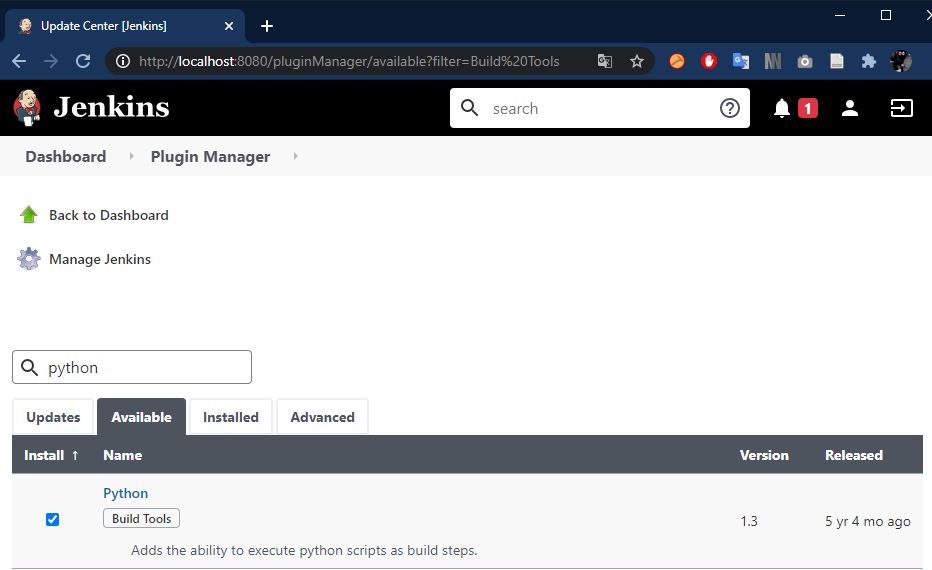 Update Center [Jenkins]
http://localhost:8080/pluginManager/available?filter=Build%20Tools
Jenkins
search
1
Dashboard
Plugin Manager
Back to Dashboard
Manage Jenkins
python
Updates
Available
Installed
Advanced
Install ↑ Name Version Released
Python
Build Tools
1.3
5 yr 4 mo ago
Adds the ability to execute python scripts as build steps.